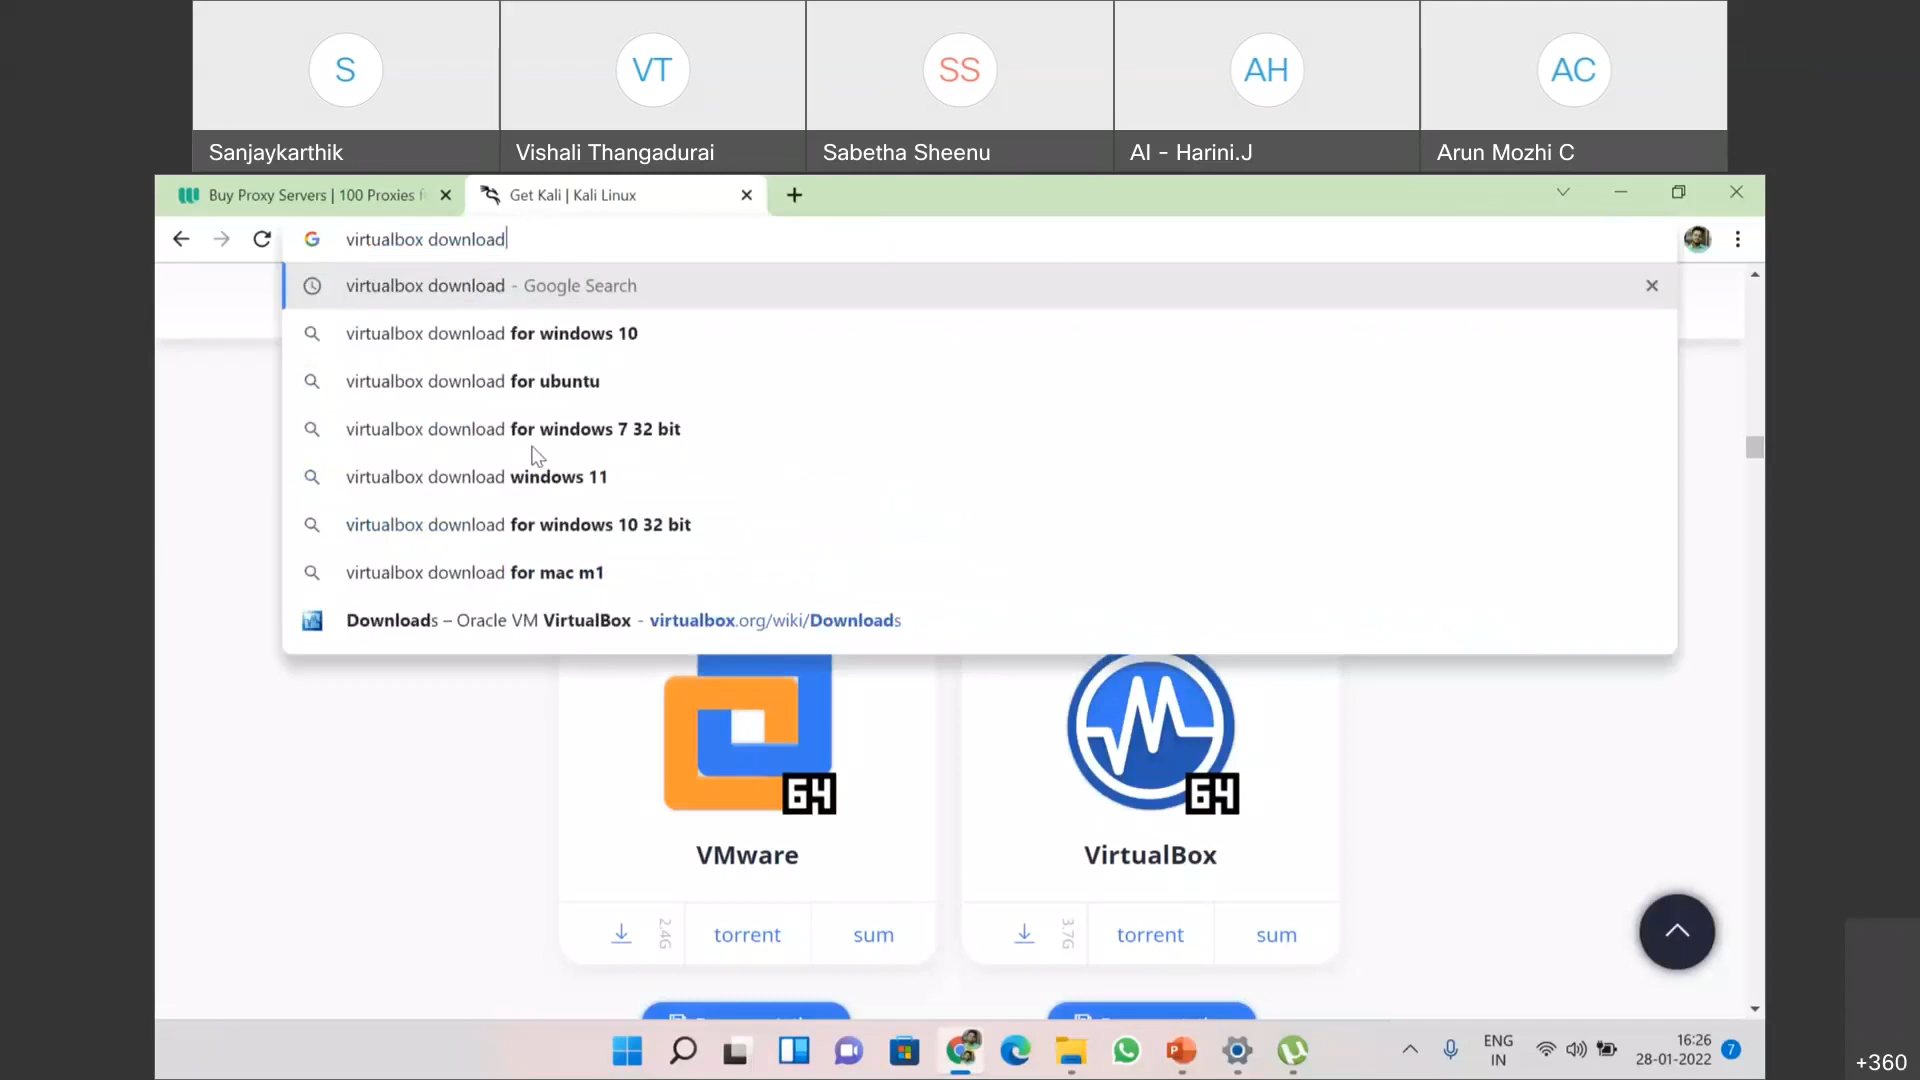 S
VT
SS
AH
AC
Sanjaykarthik
Vishali Thangadurai
Sabetha Sheenu
AI - Harini.J
Arun Mozhi C
Buy Proxy Servers | 100 Proxies f
Get Kali | Kali Linux
virtualbox download
virtualbox download - Google Search
virtualbox download for windows 10
virtualbox download for ubuntu
virtualbox download for windows 7 32 bit
virtualbox download windows 11
virtualbox download for windows 10 32 bit
virtualbox download for mac m1
Downloads – Oracle VM VirtualBox - virtualbox.org/wiki/Downloads
64
64
VMware
VirtualBox
2.4G
torrent
sum
3.7G
torrent
sum
ENG
IN
16:26
28-01-2022
7
+360